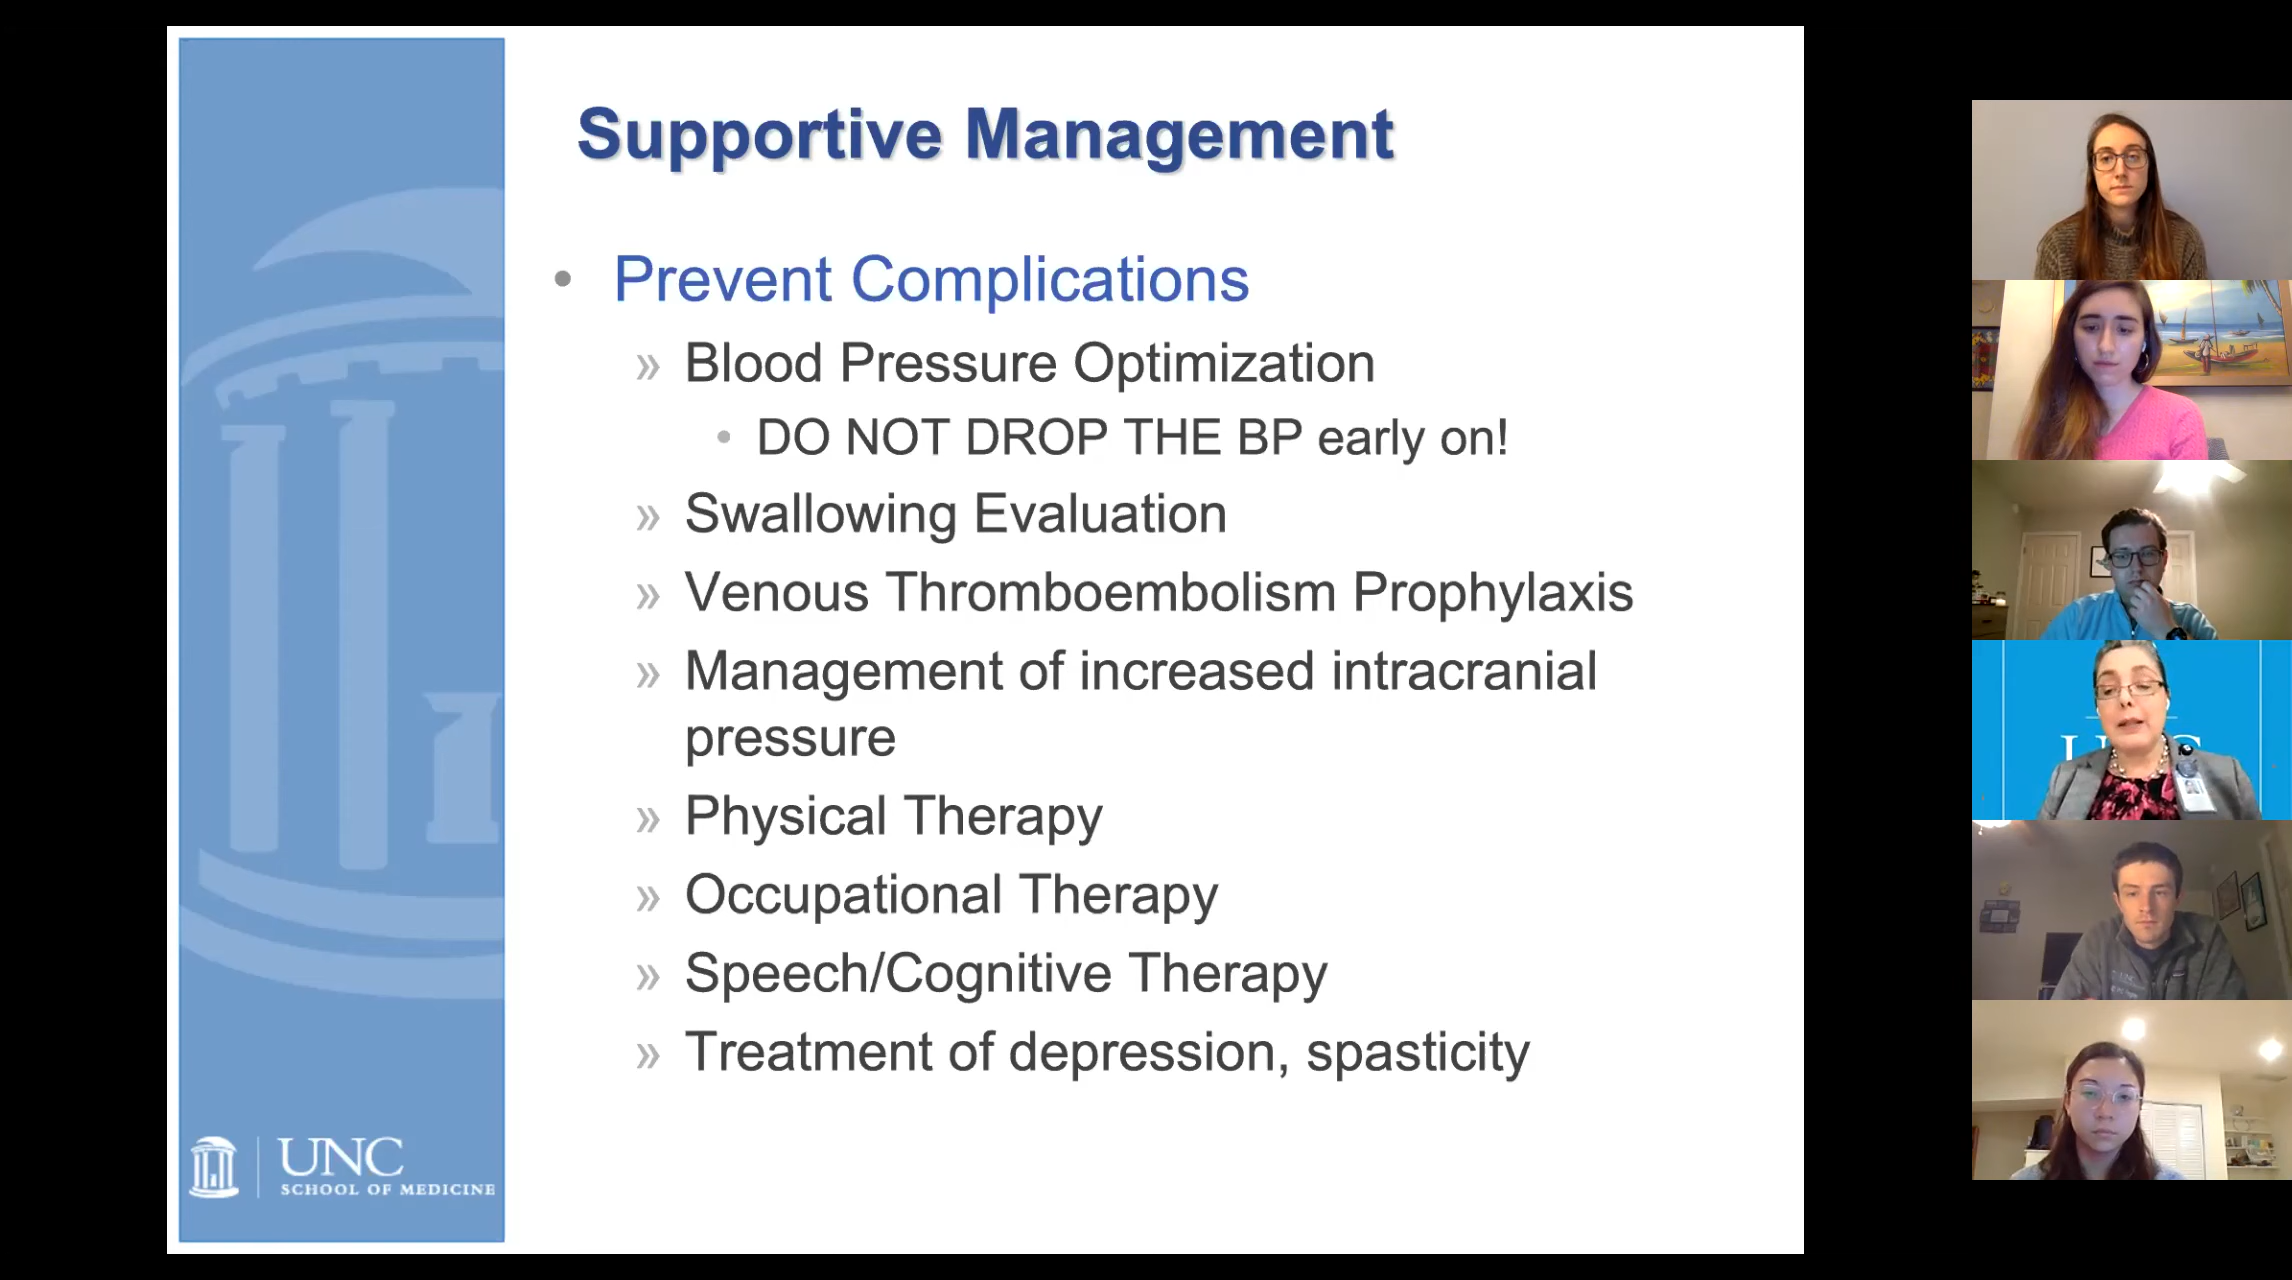 Supportive Management
• Prevent Complications
» Blood Pressure Optimization
• DO NOT DROP THE BP early on!
» Swallowing Evaluation
» Venous Thromboembolism Prophylaxis
» Management of increased intracranial
pressure
» Physical Therapy
» Occupational Therapy
» Speech/Cognitive Therapy
» Treatment of depression, spasticity
UNC
SCHOOL OF MEDICINE
UNC